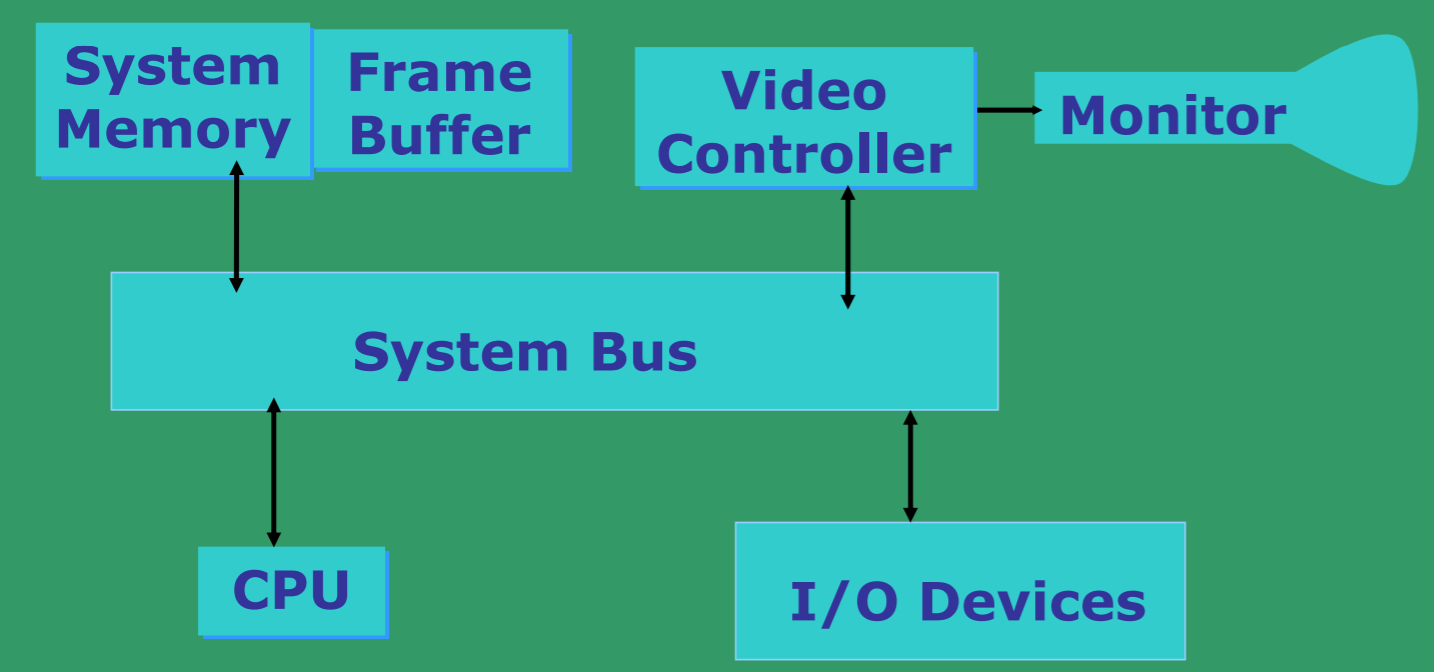 System
Memory
Frame
Buffer
Video
Controller
Monitor
System Bus
CPU
I/O Devices